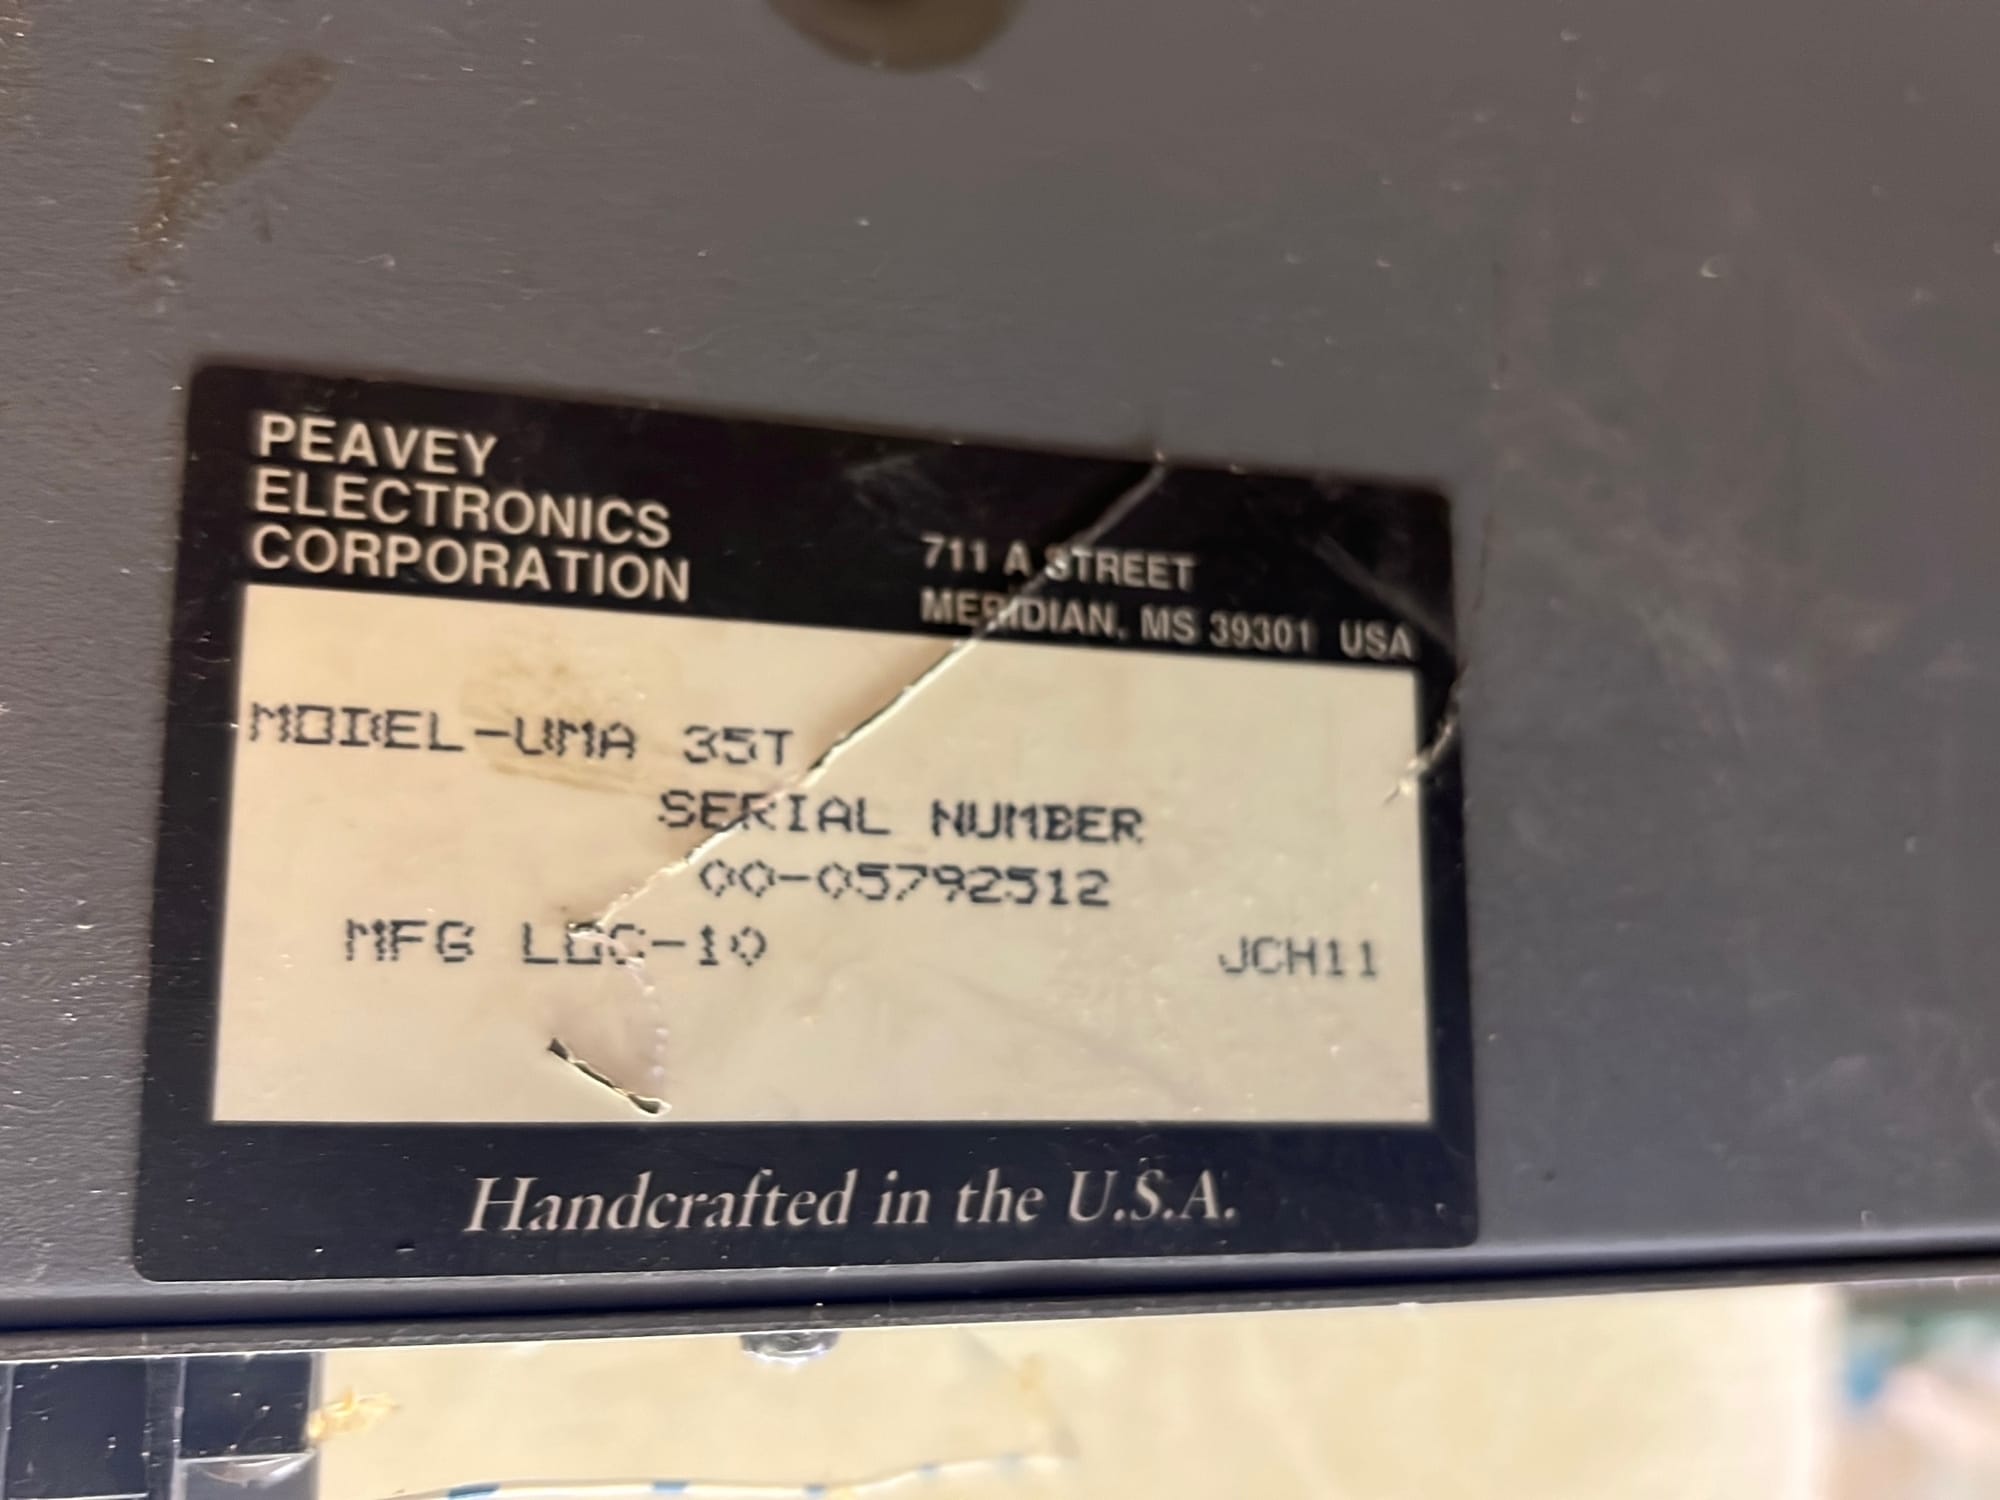 PEAVEY
ELECTRONICS
CORPORATION
711 A STREET
MERIDIAN, MS 39301 USA
MODEL-UMA 35T
SERIAL NUMBER
00-05792512
MFG LOC-10 JCH11
Handcrafted in the U.S.A.